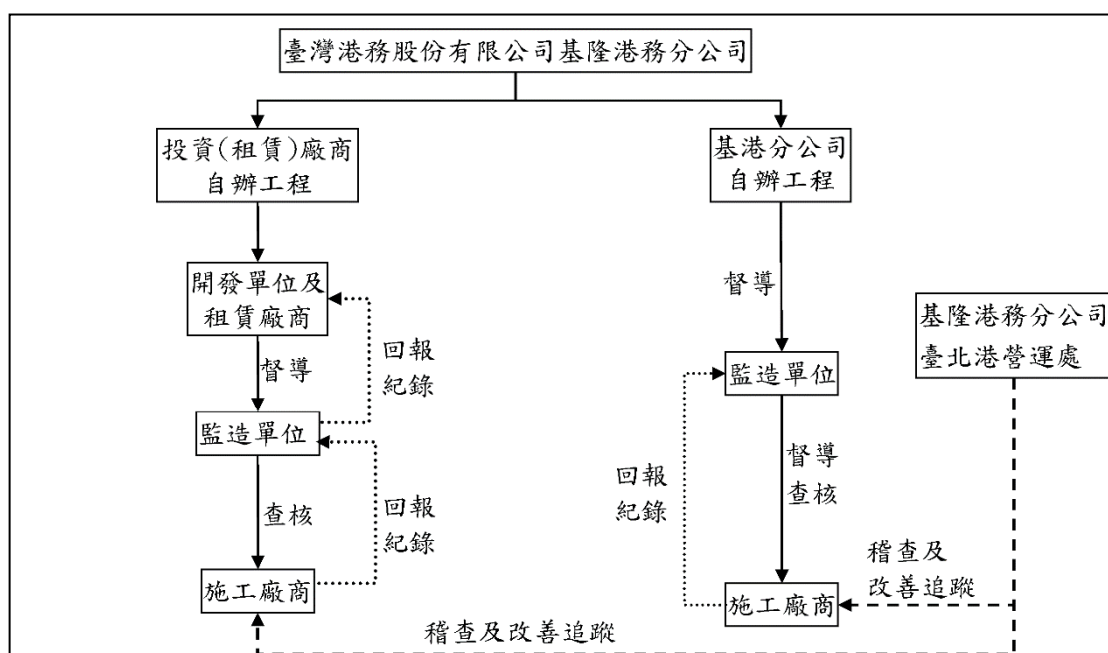 臺灣港務股份有限公司基隆港務分公司
投資(租賃)廠商
自辦工程
基港分公司
自辦工程
開發單位及
租賃廠商
督導
基隆港務分公司
臺北港營運處
回報
紀錄
督導
監造單位
監造單位
督導
查核
回報
紀錄
查核
回報
紀錄
稽查及
改善追蹤
施工廠商
施工廠商
稽查及改善追蹤